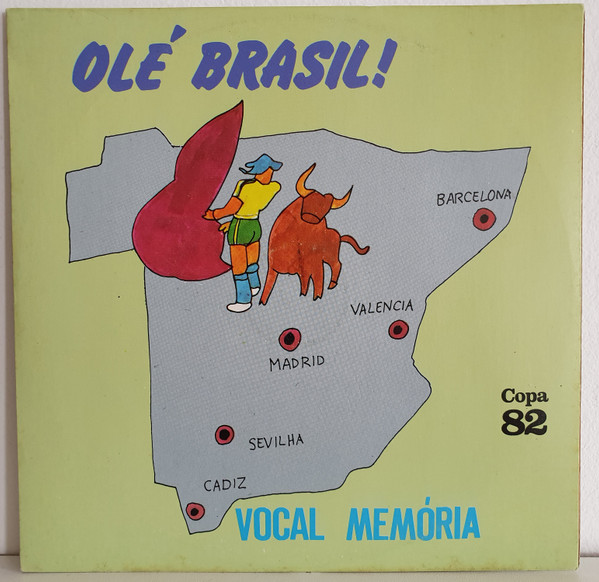 OLÉ BRASIL!
BARCELONA
VALENCIA
MADRID
Copa
82
SEVILHA
CADIZ
VOCAL MEMÓRIA